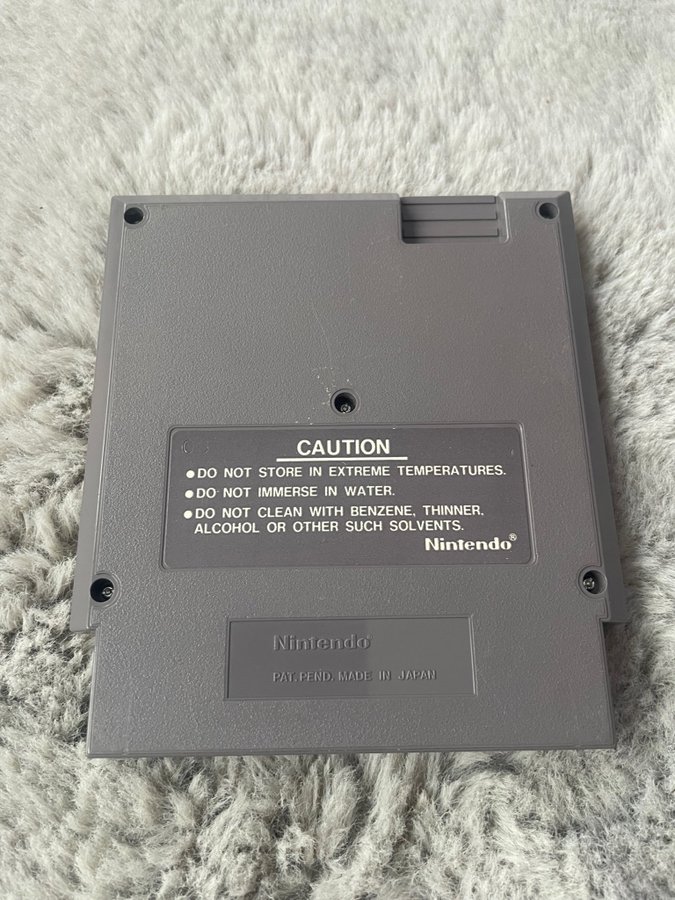 CAUTION
●DO NOT STORE IN EXTREME TEMPERATURES.
●DO NOT IMMERSE IN WATER.
●DO NOT CLEAN WITH BENZENE, THINNER,
ALCOHOL OR OTHER SUCH SOLVENTS.
Nintendo®
Nintendo®
PAT. PEND. MADE IN JAPAN